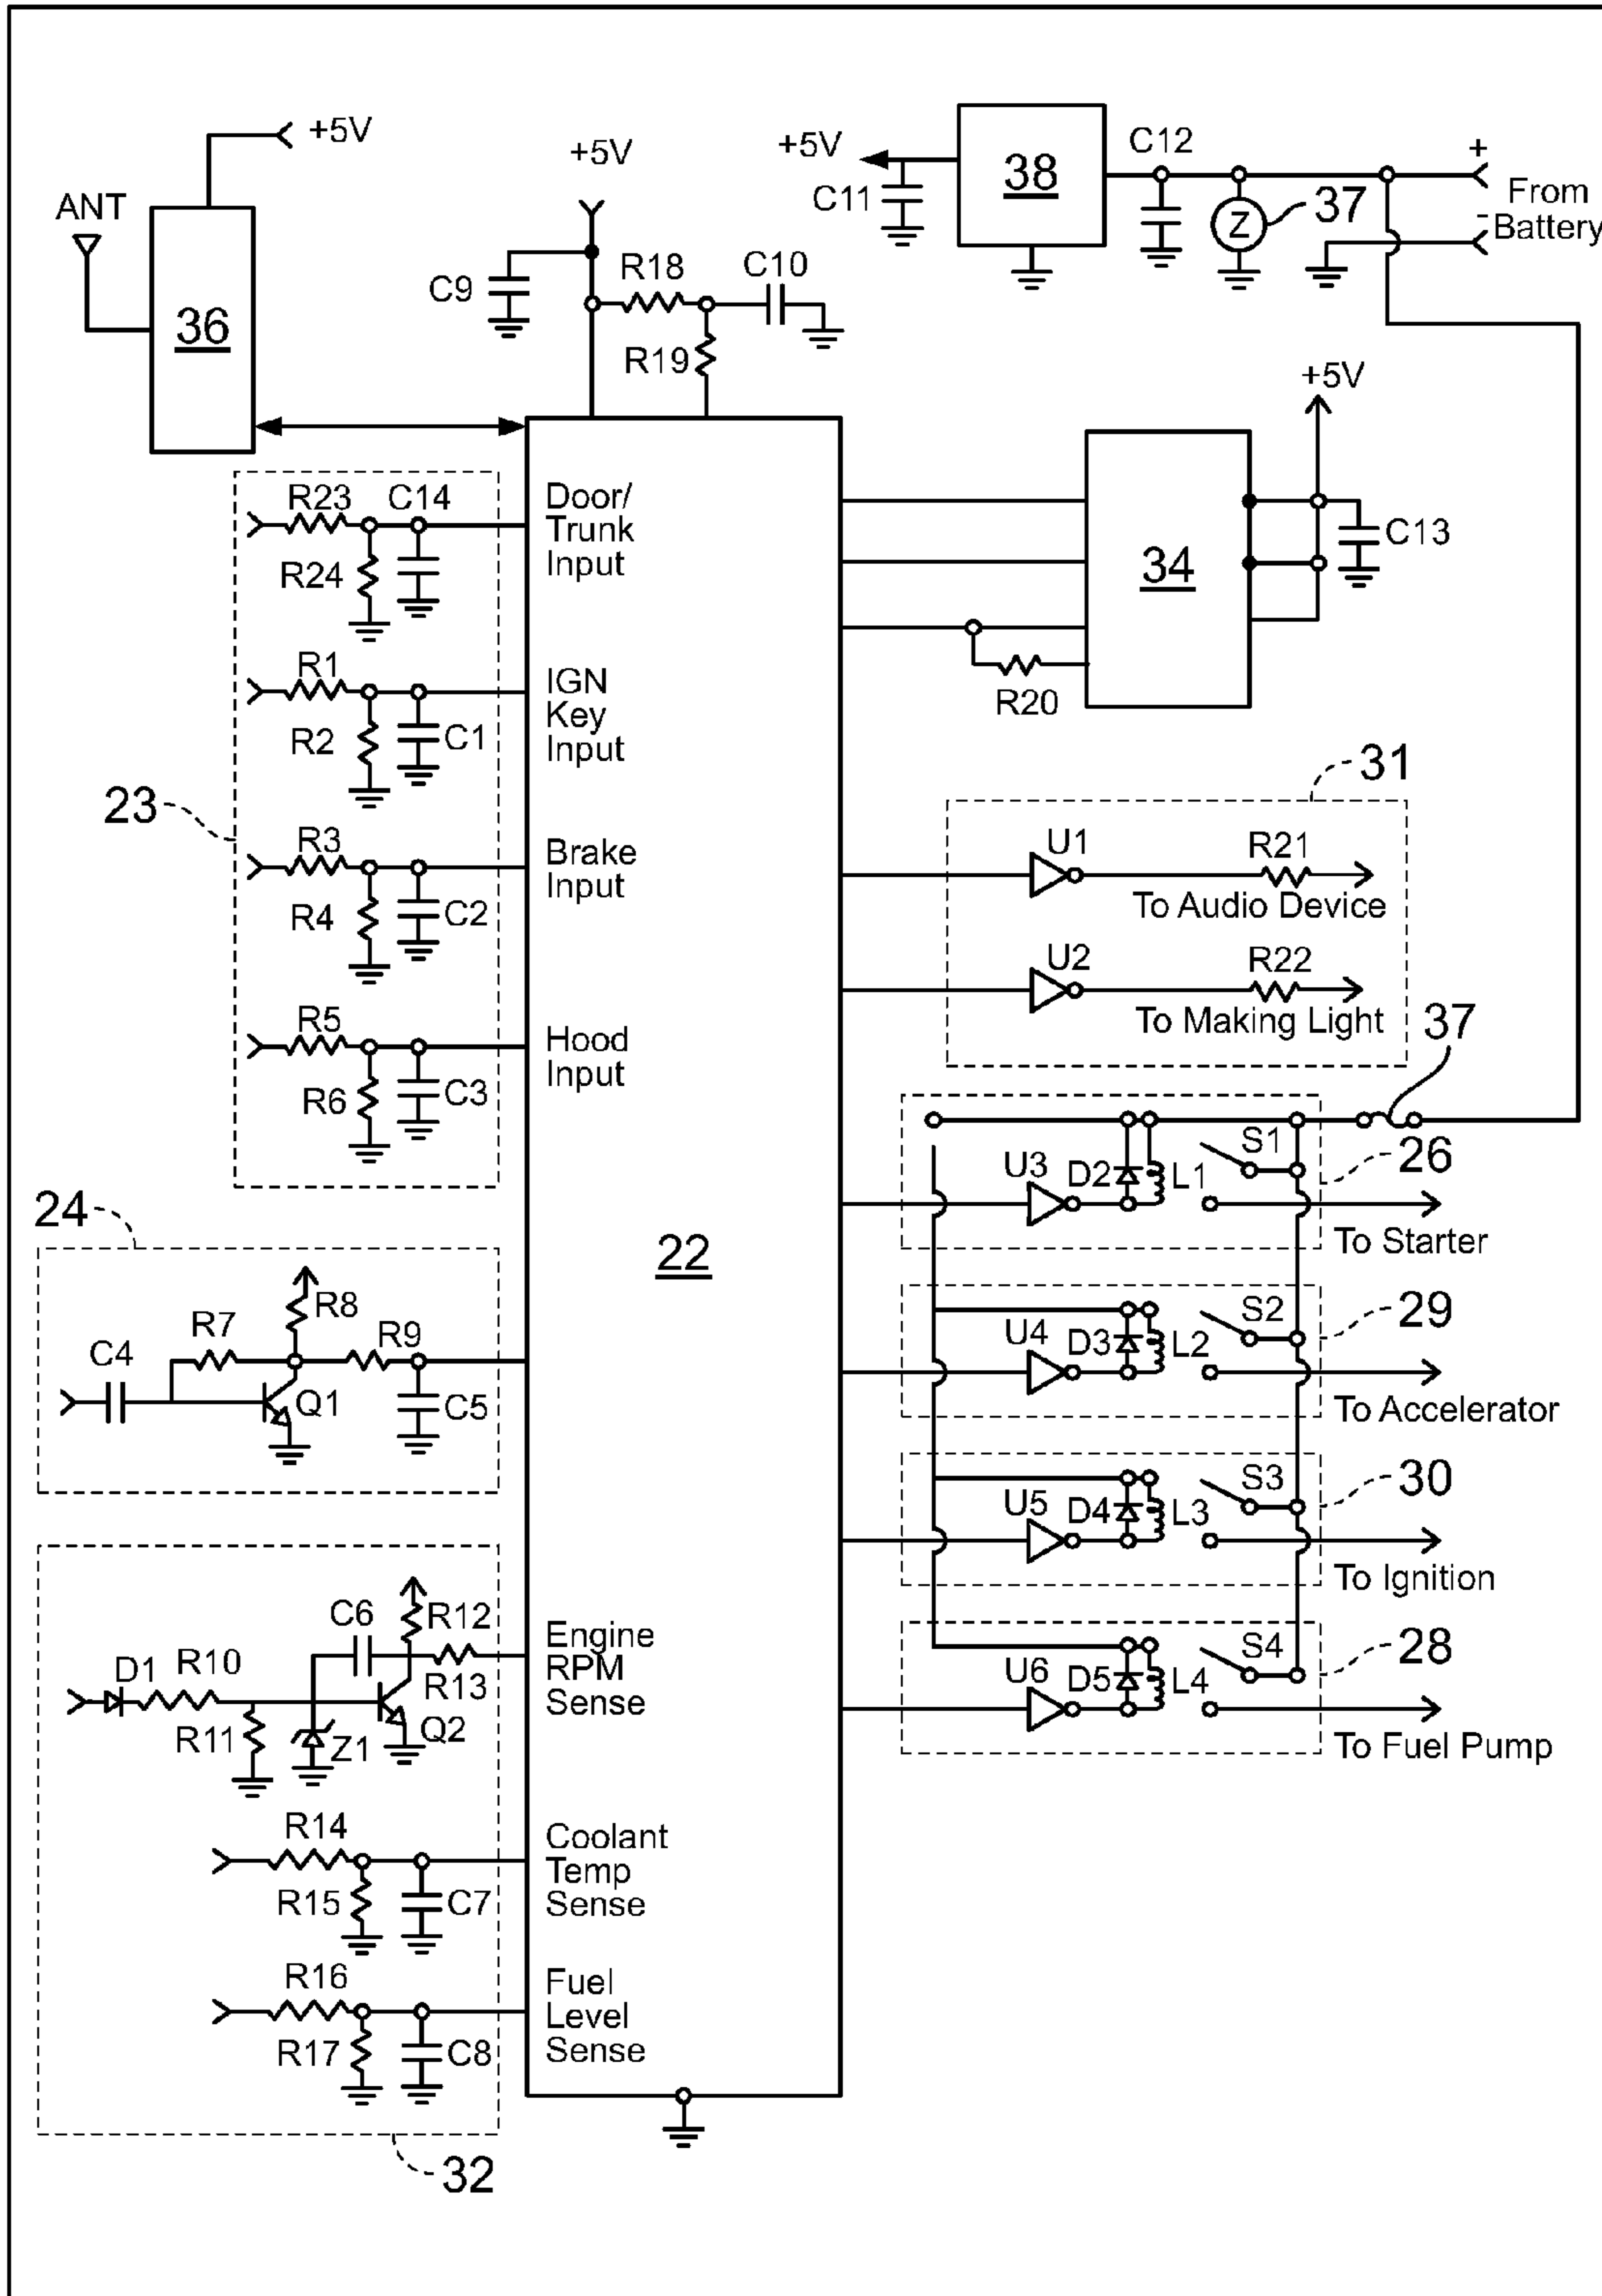 +5V
ANT
36
+5V
C9
R18
C10
R19
+5V
C11
38
C12
Z
37
+
-
From
Battery
R23
C14
R24
Door/
Trunk
Input
R1
R2
C1
IGN
Key
Input
23
R3
R4
C2
Brake
Input
R5
R6
C3
Hood
Input
24
C4
R7
R8
R9
Q1
C5
22
D1
R10
R11
C6
Z1
R12
R13
Q2
Engine
RPM
Sense
R14
R15
C7
Coolant
Temp
Sense
R16
R17
C8
Fuel
Level
Sense
32
34
+5V
C13
R20
31
U1
R21
To Audio Device
U2
R22
To Making Light
37
U3
D2
L1
S1
26
To Starter
U4
D3
L2
S2
29
To Accelerator
U5
D4
L3
S3
30
To Ignition
U6
D5
L4
S4
28
To Fuel Pump